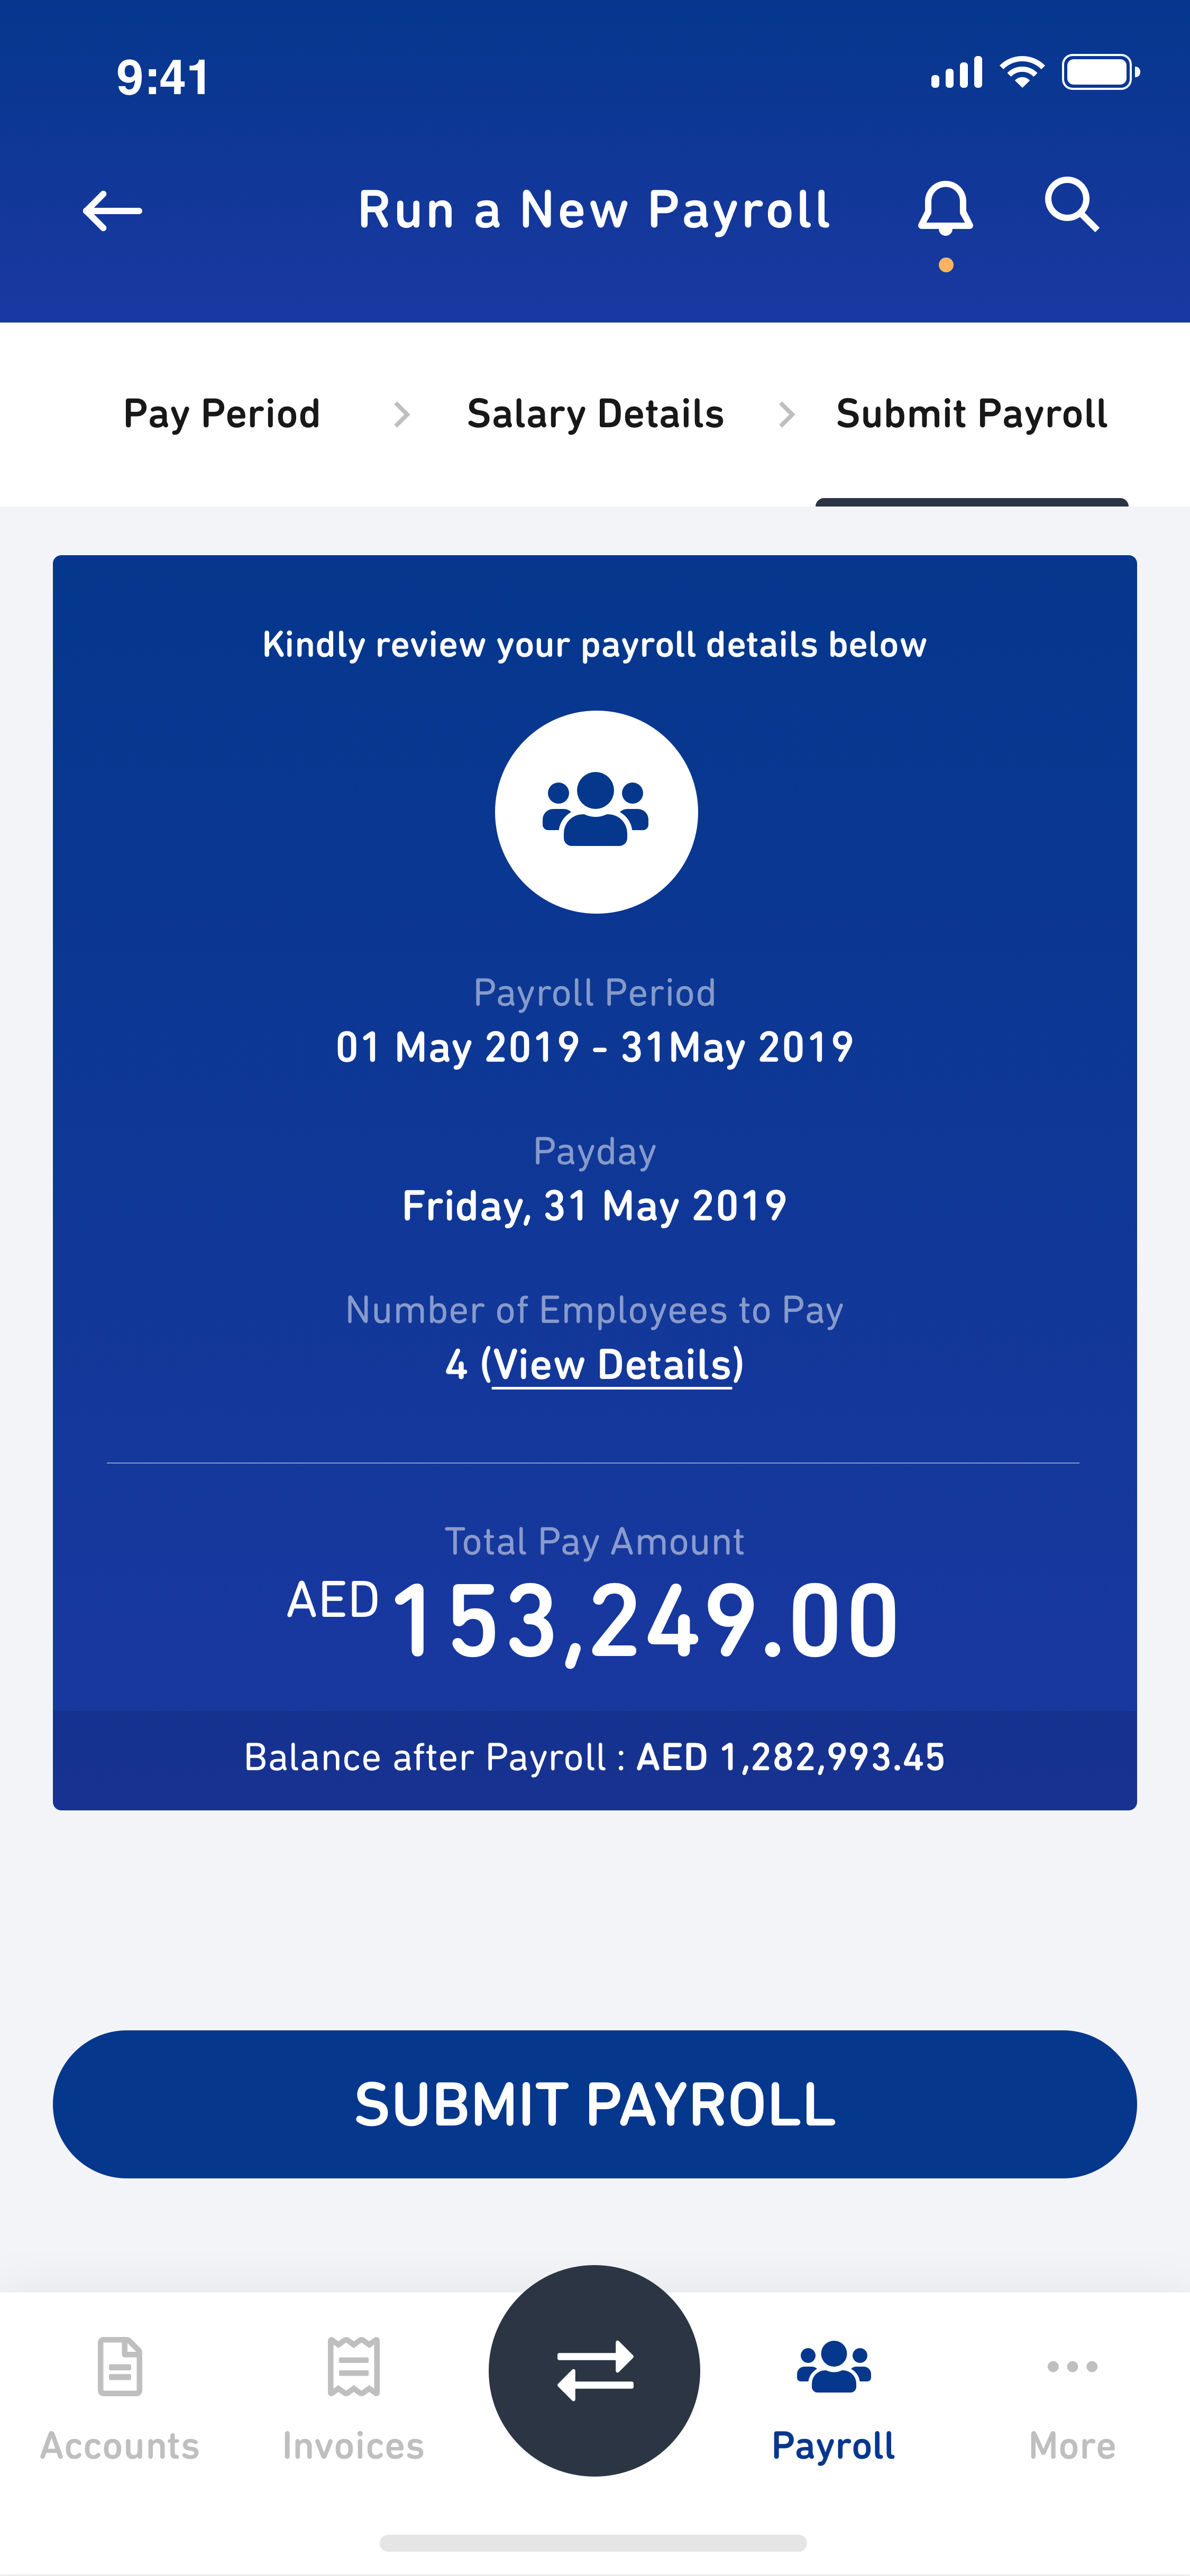 9:41
Run a New Payroll
Pay Period > Salary Details > Submit Payroll
Kindly review your payroll details below
Payroll Period
01 May 2019 - 31May 2019
Payday
Friday, 31 May 2019
Number of Employees to Pay
4 (View Details)
Total Pay Amount
AED 153,249.00
Balance after Payroll : AED 1,282,993.45
SUBMIT PAYROLL
Accounts Invoices Payroll More